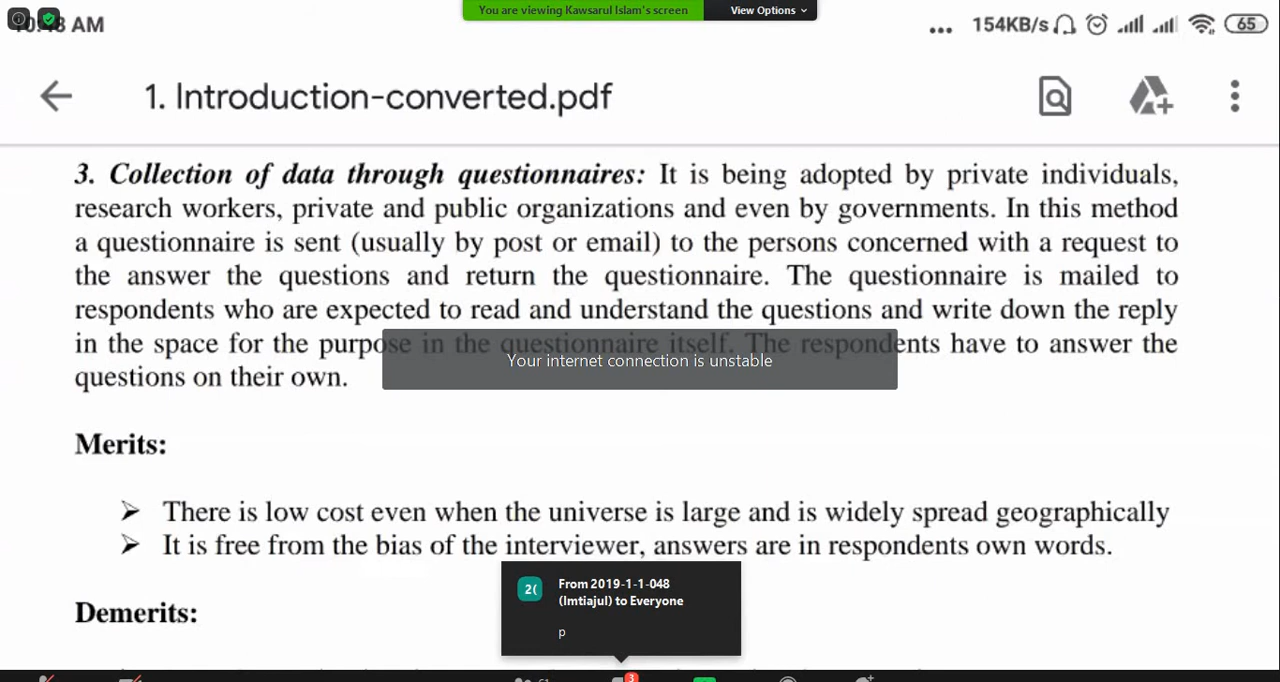 You are viewing Kawsarul Islam's screen
View Options
AM
...
154KB/s
65
1. Introduction-converted.pdf
3. Collection of data through questionnaires: It is being adopted by private individuals,
research workers, private and public organizations and even by governments. In this method
a questionnaire is sent (usually by post or email) to the persons concerned with a request to
the answer the questions and return the questionnaire. The questionnaire is mailed to
respondents who are expected to read and understand the questions and write down the reply
in the space for the purpose in the questionnaire itself. The respondents have to answer the
Your internet connection is unstable
questions on their own.
Merits:
There is low cost even when the universe is large and is widely spread geographically
It is free from the bias of the interviewer, answers are in respondents own words.
2(
From 2019-1-1-048
(Imtiajul) to Everyone
p
Demerits:
3